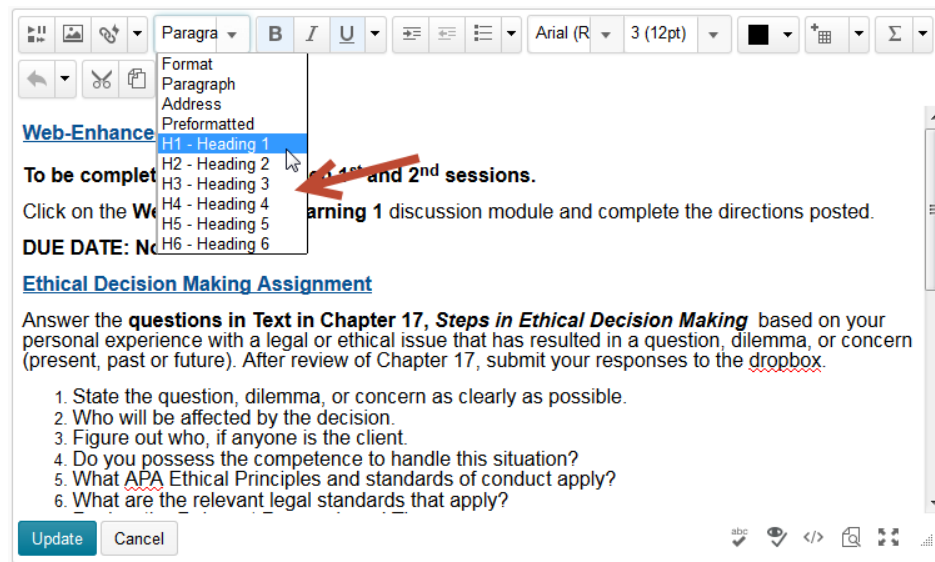 Paragra B I U Arial (R 3 (12pt) Σ
Format
Paragraph
Address
Preformatted
H1 - Heading 1
H2 - Heading 2
H3 - Heading 3
H4 - Heading 4
H5 - Heading 5
H6 - Heading 6
Web-Enhance
To be complet 1st and 2nd sessions.
Click on the We arning 1 discussion module and complete the directions posted.
DUE DATE: No
Ethical Decision Making Assignment
Answer the questions in Text in Chapter 17, Steps in Ethical Decision Making based on your
personal experience with a legal or ethical issue that has resulted in a question, dilemma, or concern
(present, past or future). After review of Chapter 17, submit your responses to the dropbox.
1. State the question, dilemma, or concern as clearly as possible.
2. Who will be affected by the decision.
3. Figure out who, if anyone is the client.
4. Do you possess the competence to handle this situation?
5. What APA Ethical Principles and standards of conduct apply?
6. What are the relevant legal standards that apply?
Update Cancel abc </>